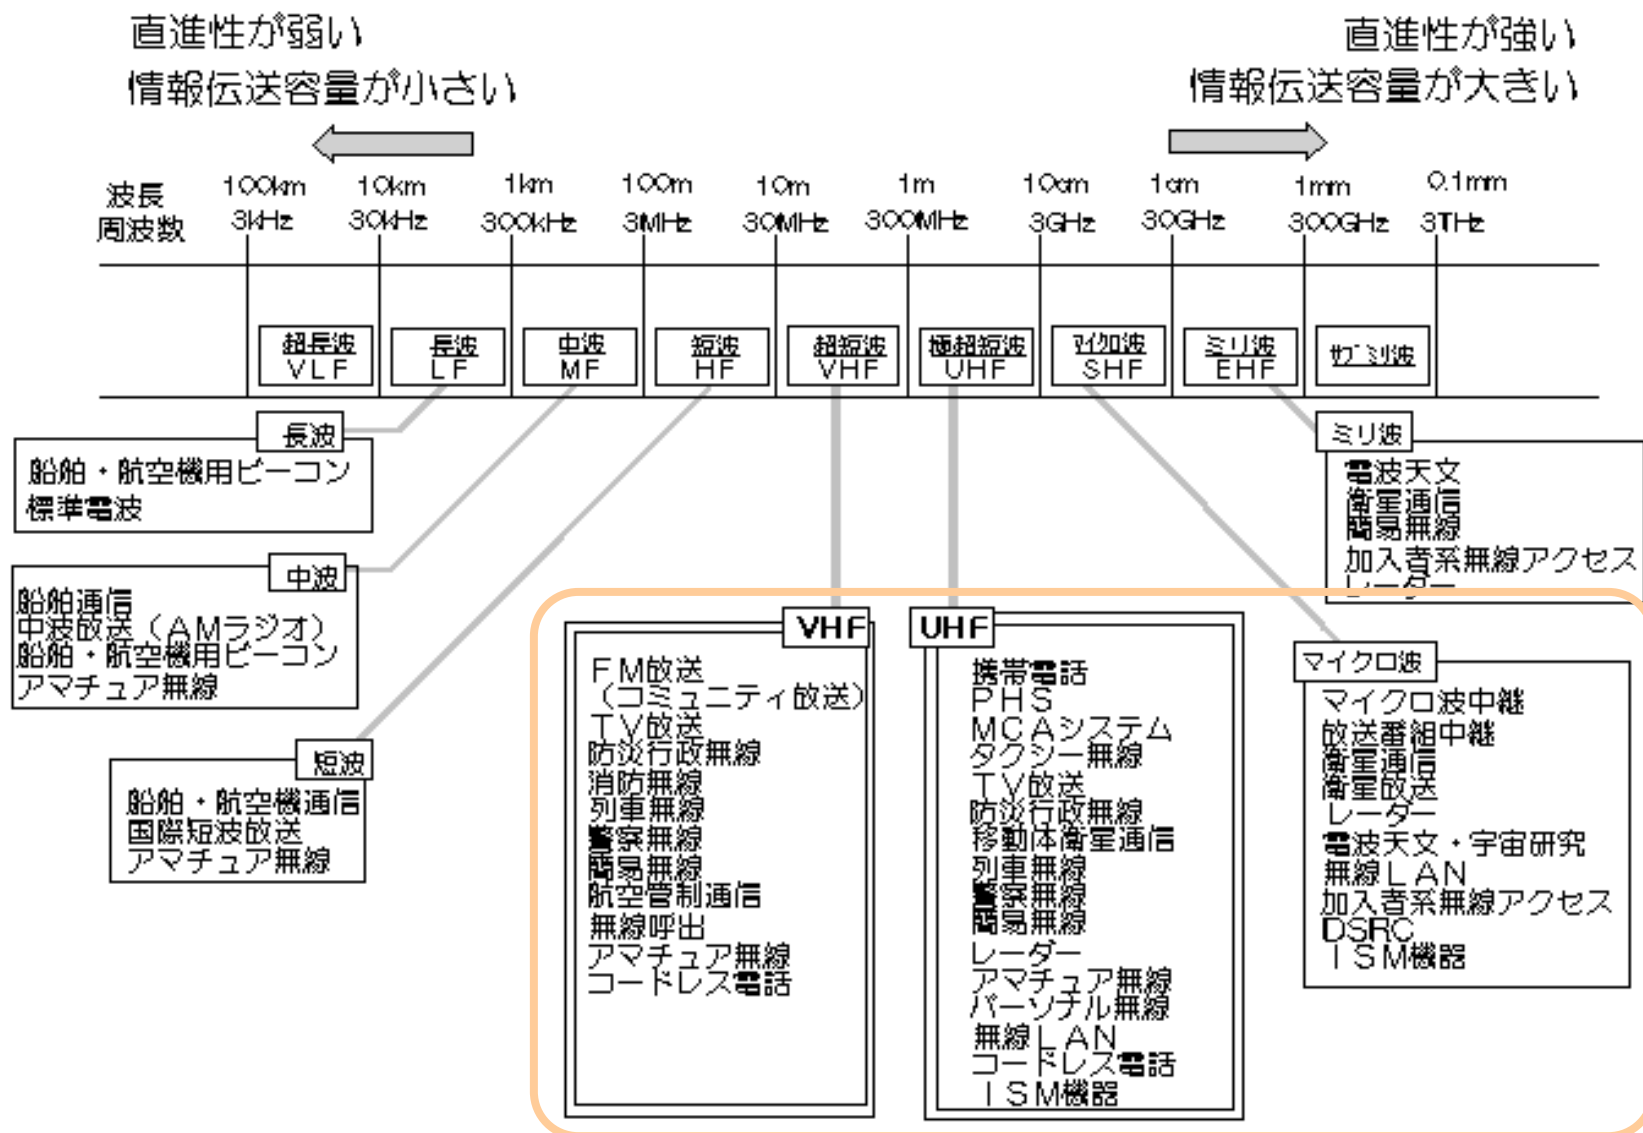 直進性が弱い
情報伝送容量が小さい
直進性が強い
情報伝送容量が大きい
波長 100km 10km 1km 100m 10m 1m 10cm 1cm 1mm 0.1mm
周波数 3kHz 30kHz 300kHz 3MHz 30MHz 300MHz 3GHz 30GHz 300GHz 3THz
超長波 長波 中波 短波 超短波 極超短波 マイクロ波 ミリ波 サブミリ波
VLF LF MF HF VHF UHF SHF EHF
長波
船舶・航空機用ビーコン
標準電波
中波
船舶通信
中波放送（AMラジオ）
船舶・航空機用ビーコン
アマチュア無線
短波
船舶・航空機通信
国際短波放送
アマチュア無線
VHF
FM放送
（コミュニティ放送）
TV放送
防災行政無線
消防無線
列車無線
警察無線
簡易無線
航空管制通信
無線呼出
アマチュア無線
コードレス電話
UHF
携帯電話
PHS
MCAシステム
タクシー無線
TV放送
防災行政無線
移動体衛星通信
列車無線
警察無線
簡易無線
レーダー
アマチュア無線
パーソナル無線
無線LAN
コードレス電話
ISM機器
ミリ波
電波天文
衛星通信
簡易無線
加入者系無線アクセス
レーダー
マイクロ波
マイクロ波中継
放送番組中継
衛星通信
衛星放送
レーダー
電波天文・宇宙研究
無線LAN
加入者系無線アクセス
DSRC
ISM機器